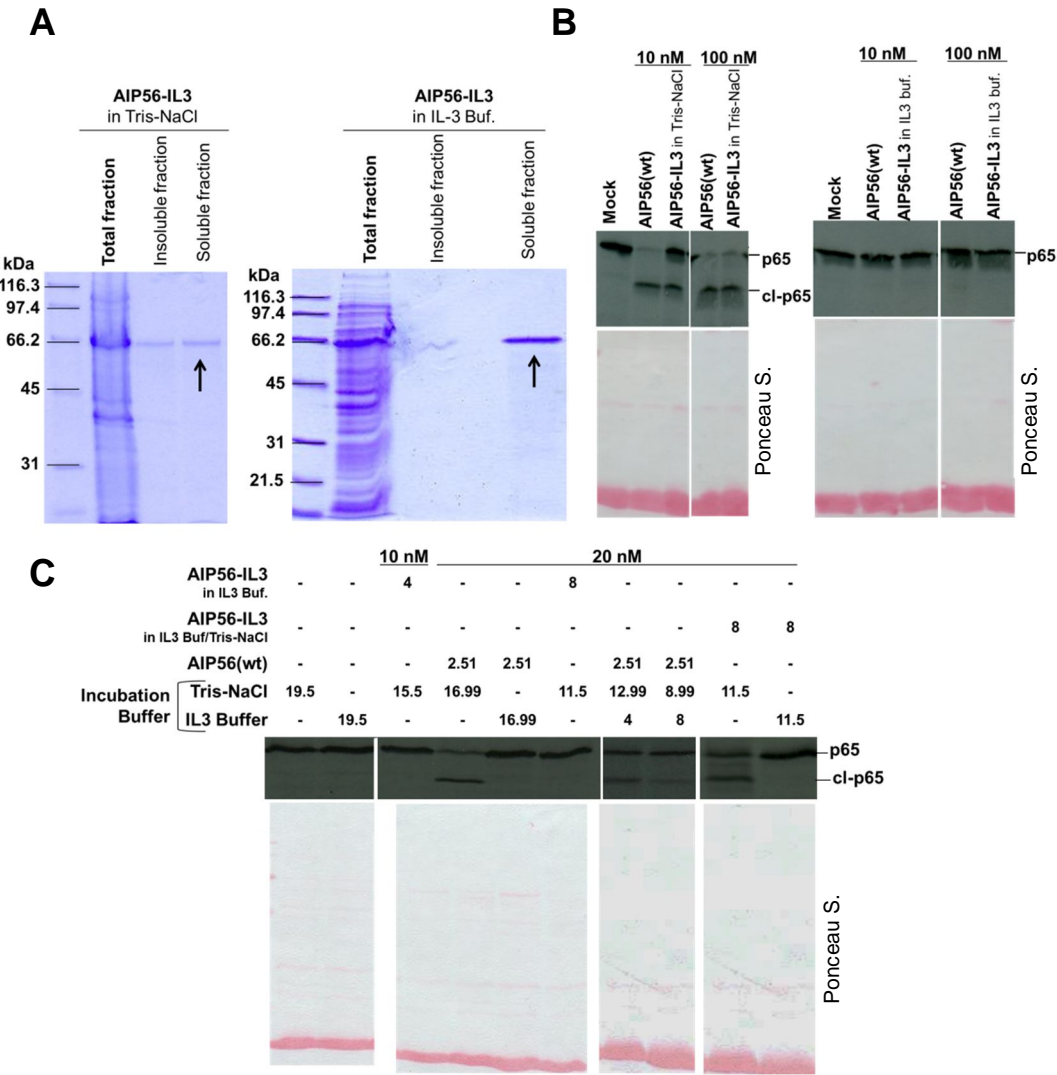 A
AIP56-IL3
in Tris-NaCl
Total fraction
Insoluble fraction
Soluble fraction
kDa
116.3
97.4
66.2
45
31
AIP56-IL3
in IL-3 Buf.
Total fraction
Insoluble fraction
Soluble fraction
kDa
116.3
97.4
66.2
45
31
21.5
B
10 nM 100 nM
Mock
AIP56(wt)
AIP56-IL3 in Tris-NaCl
AIP56(wt)
AIP56-IL3 in Tris-NaCl
p65
cl-p65
Ponceau S.
10 nM 100 nM
Mock
AIP56(wt)
AIP56-IL3 in IL3 buf.
AIP56(wt)
AIP56-IL3 in IL3 buf.
p65
Ponceau S.
C
10 nM 20 nM
AIP56-IL3 - - 4 - - 8 - - - -
in IL3 Buf.
AIP56-IL3 - - - - - - - - 8 8
in IL3 Buf/Tris-NaCl
AIP56(wt) - - - 2.51 2.51 - 2.51 2.51 - -
Incubation Buffer
Tris-NaCl 19.5 - 15.5 16.99 - 11.5 12.99 8.99 11.5 -
IL3 Buffer - 19.5 - - 16.99 - 4 8 - 11.5
p65
cl-p65
Ponceau S.